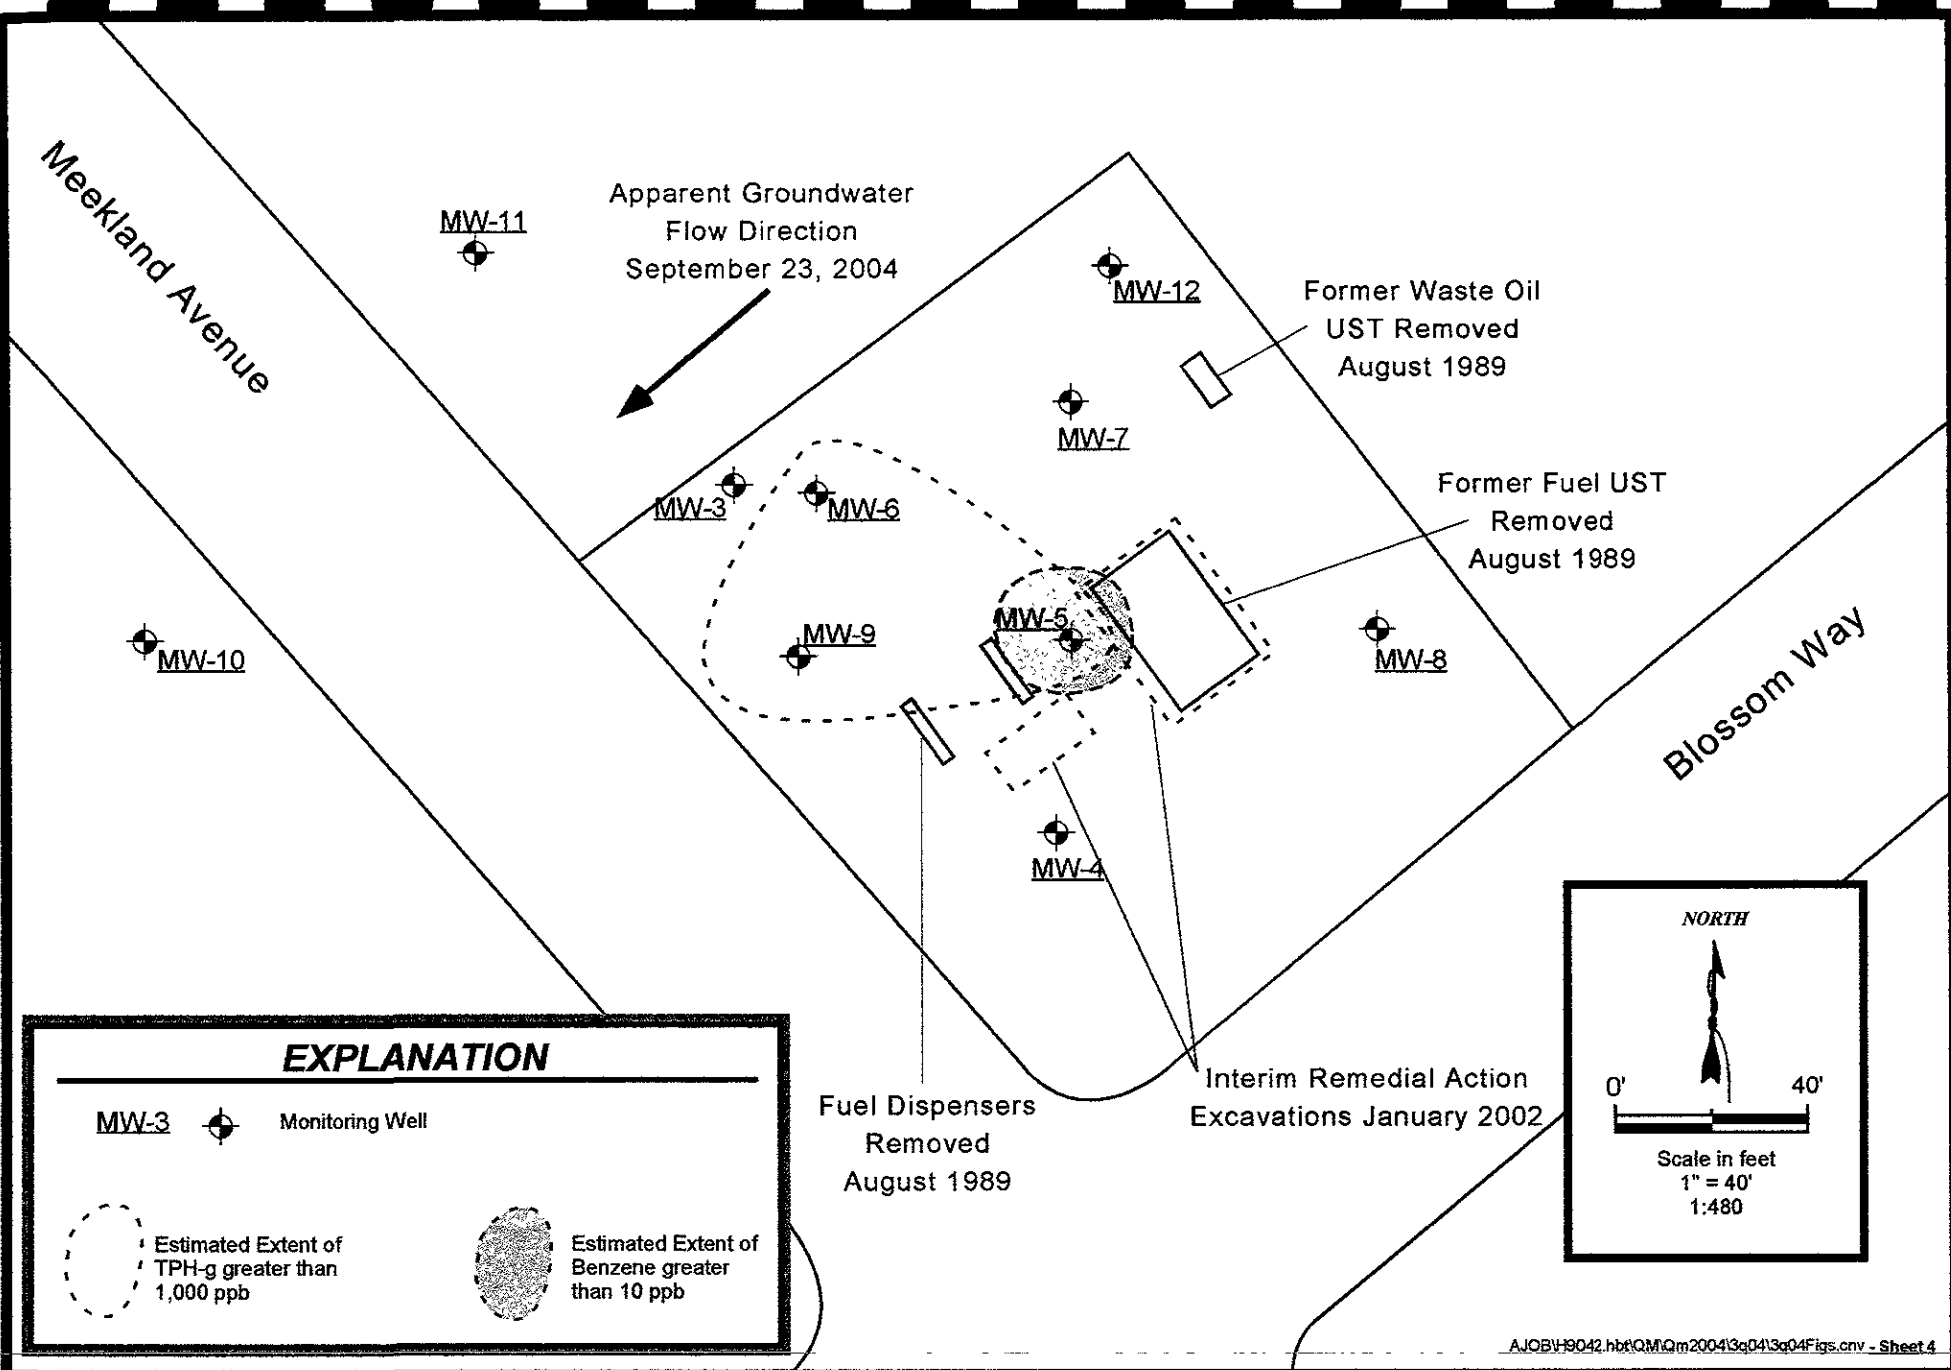 Meekland Avenue
MW-11
Apparent Groundwater
Flow Direction
September 23, 2004
MW-12
Former Waste Oil
UST Removed
August 1989
MW-7
MW-3
MW-6
Former Fuel UST
Removed
August 1989
MW-5
MW-9
MW-10
MW-8
Blossom Way
MW-4
Interim Remedial Action
Excavations January 2002
Fuel Dispensers
Removed
August 1989
NORTH
0' 40'
Scale in feet
1" = 40'
1:480
EXPLANATION
MW-3 Monitoring Well
Estimated Extent of
TPH-g greater than
1,000 ppb
Estimated Extent of
Benzene greater
than 10 ppb
AJOB\H9042.hbt\QM\Qm2004\3q04\3q04Figs.cnv - Sheet 4